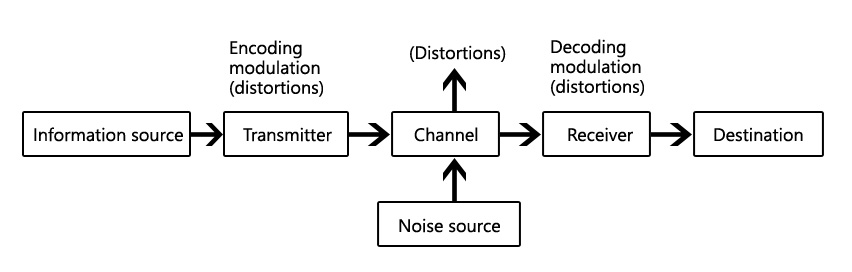 Encoding
modulation
(distortions)
(Distortions)
Decoding
modulation
(distortions)
Information source
Transmitter
Channel
Receiver
Destination
Noise source